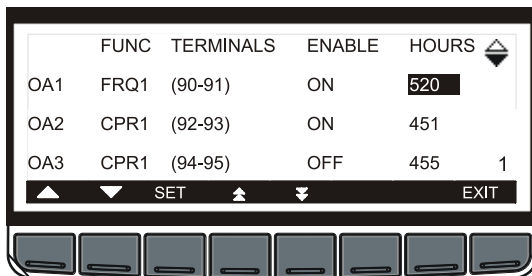 FUNC TERMINALS ENABLE HOURS
OA1 FRQ1 (90-91) ON 520
OA2 CPR1 (92-93) ON 451
OA3 CPR1 (94-95) OFF 455 1
SET EXIT